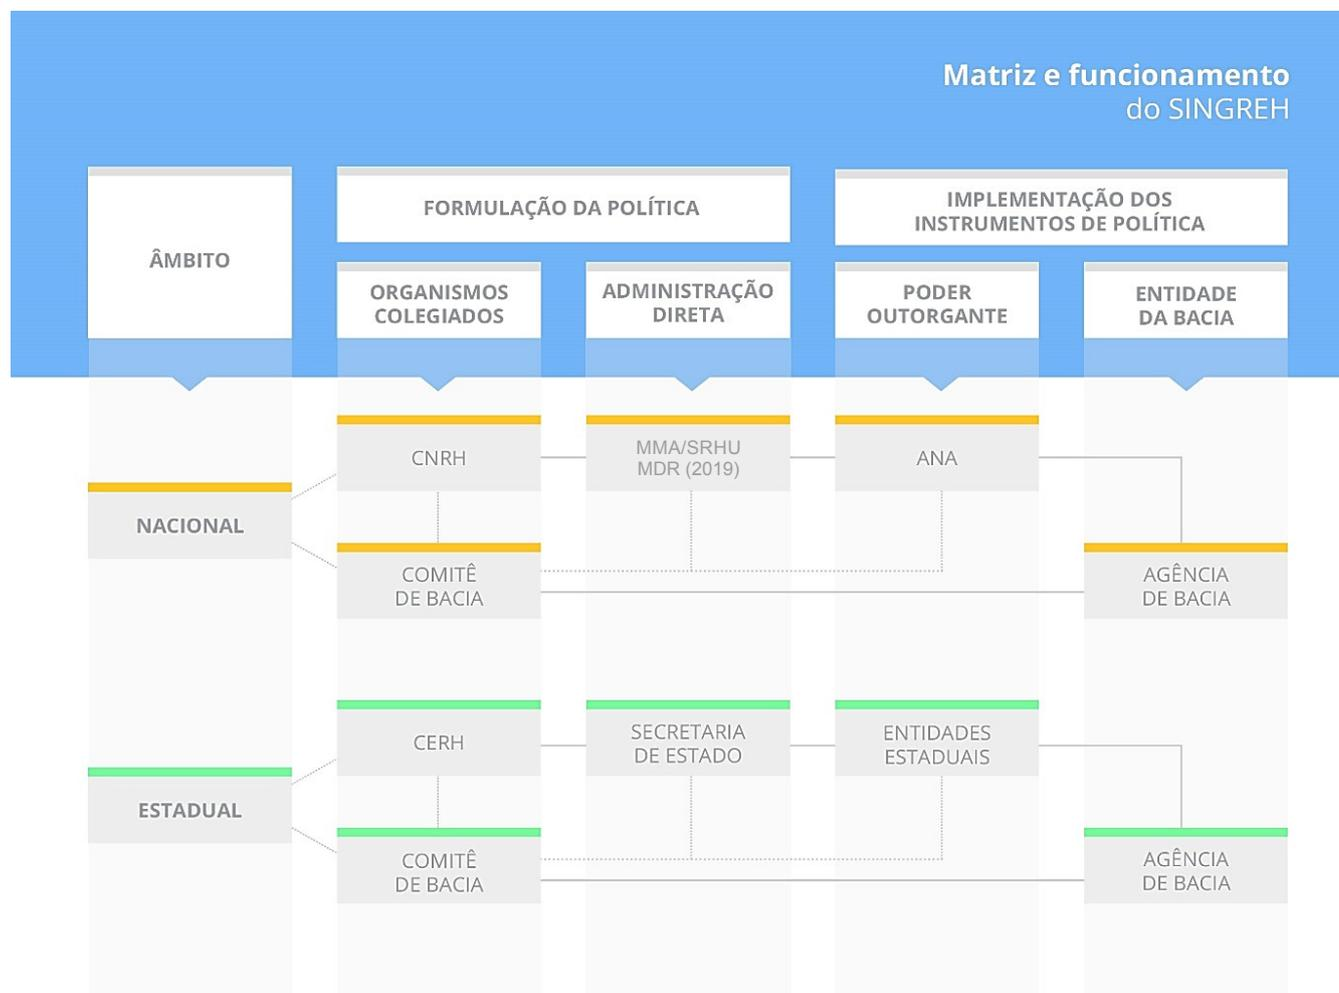 Matriz e funcionamento
do SINGREH
ÂMBITO
FORMULAÇÃO DA POLÍTICA
IMPLEMENTAÇÃO DOS
INSTRUMENTOS DE POLÍTICA
ORGANISMOS
COLEGIADOS
ADMINISTRAÇÃO
DIRETA
PODER
OUTORGANTE
ENTIDADE
DA BACIA
NACIONAL
CNRH
MMA/SRHU
MDR (2019)
ANA
COMITÊ
DE BACIA
AGÊNCIA
DE BACIA
ESTADUAL
CERH
SECRETARIA
DE ESTADO
ENTIDADES
ESTADUAIS
COMITÊ
DE BACIA
AGÊNCIA
DE BACIA